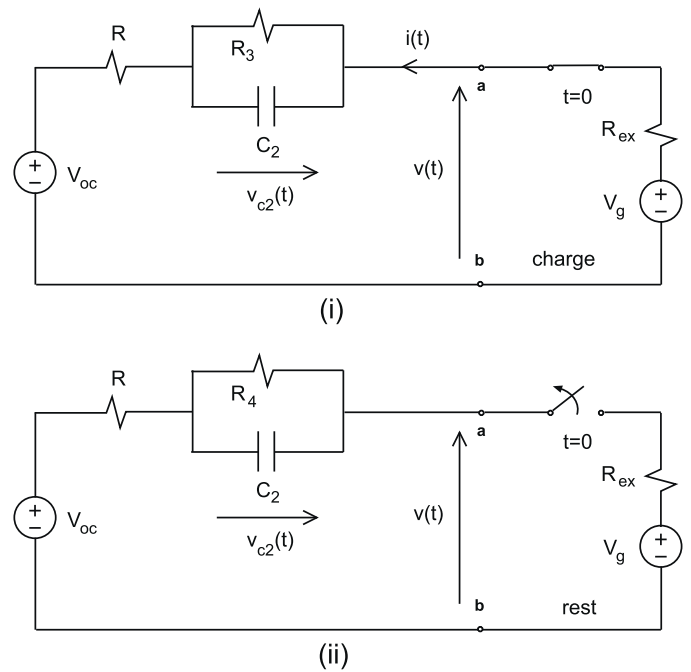 R
R3
i(t)
a
t=0
C2
Rex
+
−
Voc
vc2(t)
v(t)
Vg
+
−
b
charge
(i)
R
R4
a
t=0
C2
Rex
+
−
Voc
vc2(t)
v(t)
Vg
+
−
b
rest
(ii)